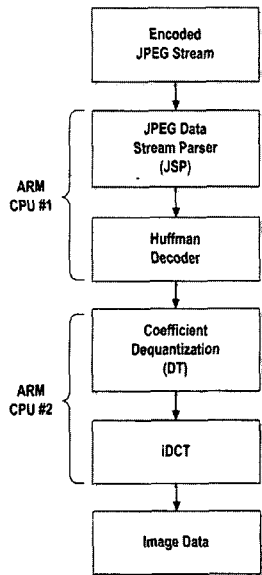 Encoded
JPEG Stream
JPEG Data
Stream Parser
(JSP)
ARM
CPU #1
Huffman
Decoder
Coefficient
Dequantization
(DT)
ARM
CPU #2
iDCT
Image Data